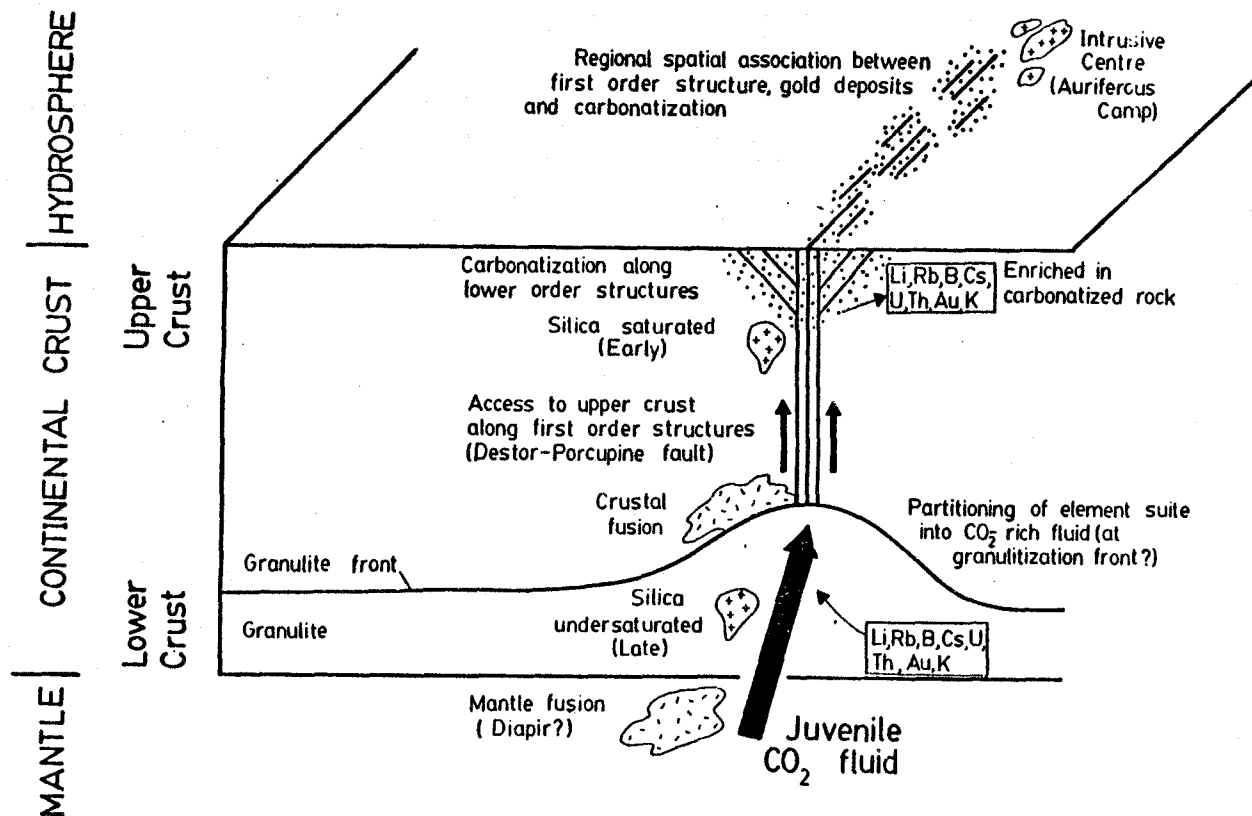 HYDROSPHERE
CONTINENTAL CRUST
MANTLE
Upper
Crust
Lower
Crust
Regional spatial association between
first order structure, gold deposits
and carbonatization
Intrusive
Centre
(Auriferous
Camp)
Carbonatization along
lower order structures
Li,Rb,B,Cs,
U,Th,Au,K
Enriched in
carbonatized rock
Silica saturated
(Early)
Access to upper crust
along first order structures
(Destor-Porcupine fault)
Crustal
fusion
Partitioning of element suite
into CO2- rich fluid (at
granulitization front?)
Granulite front
Granulite
Silica
undersaturated
(Late)
Li,Rb,B,Cs,U,
Th, Au,K
Mantle fusion
( Diapir?)
Juvenile
CO2 fluid